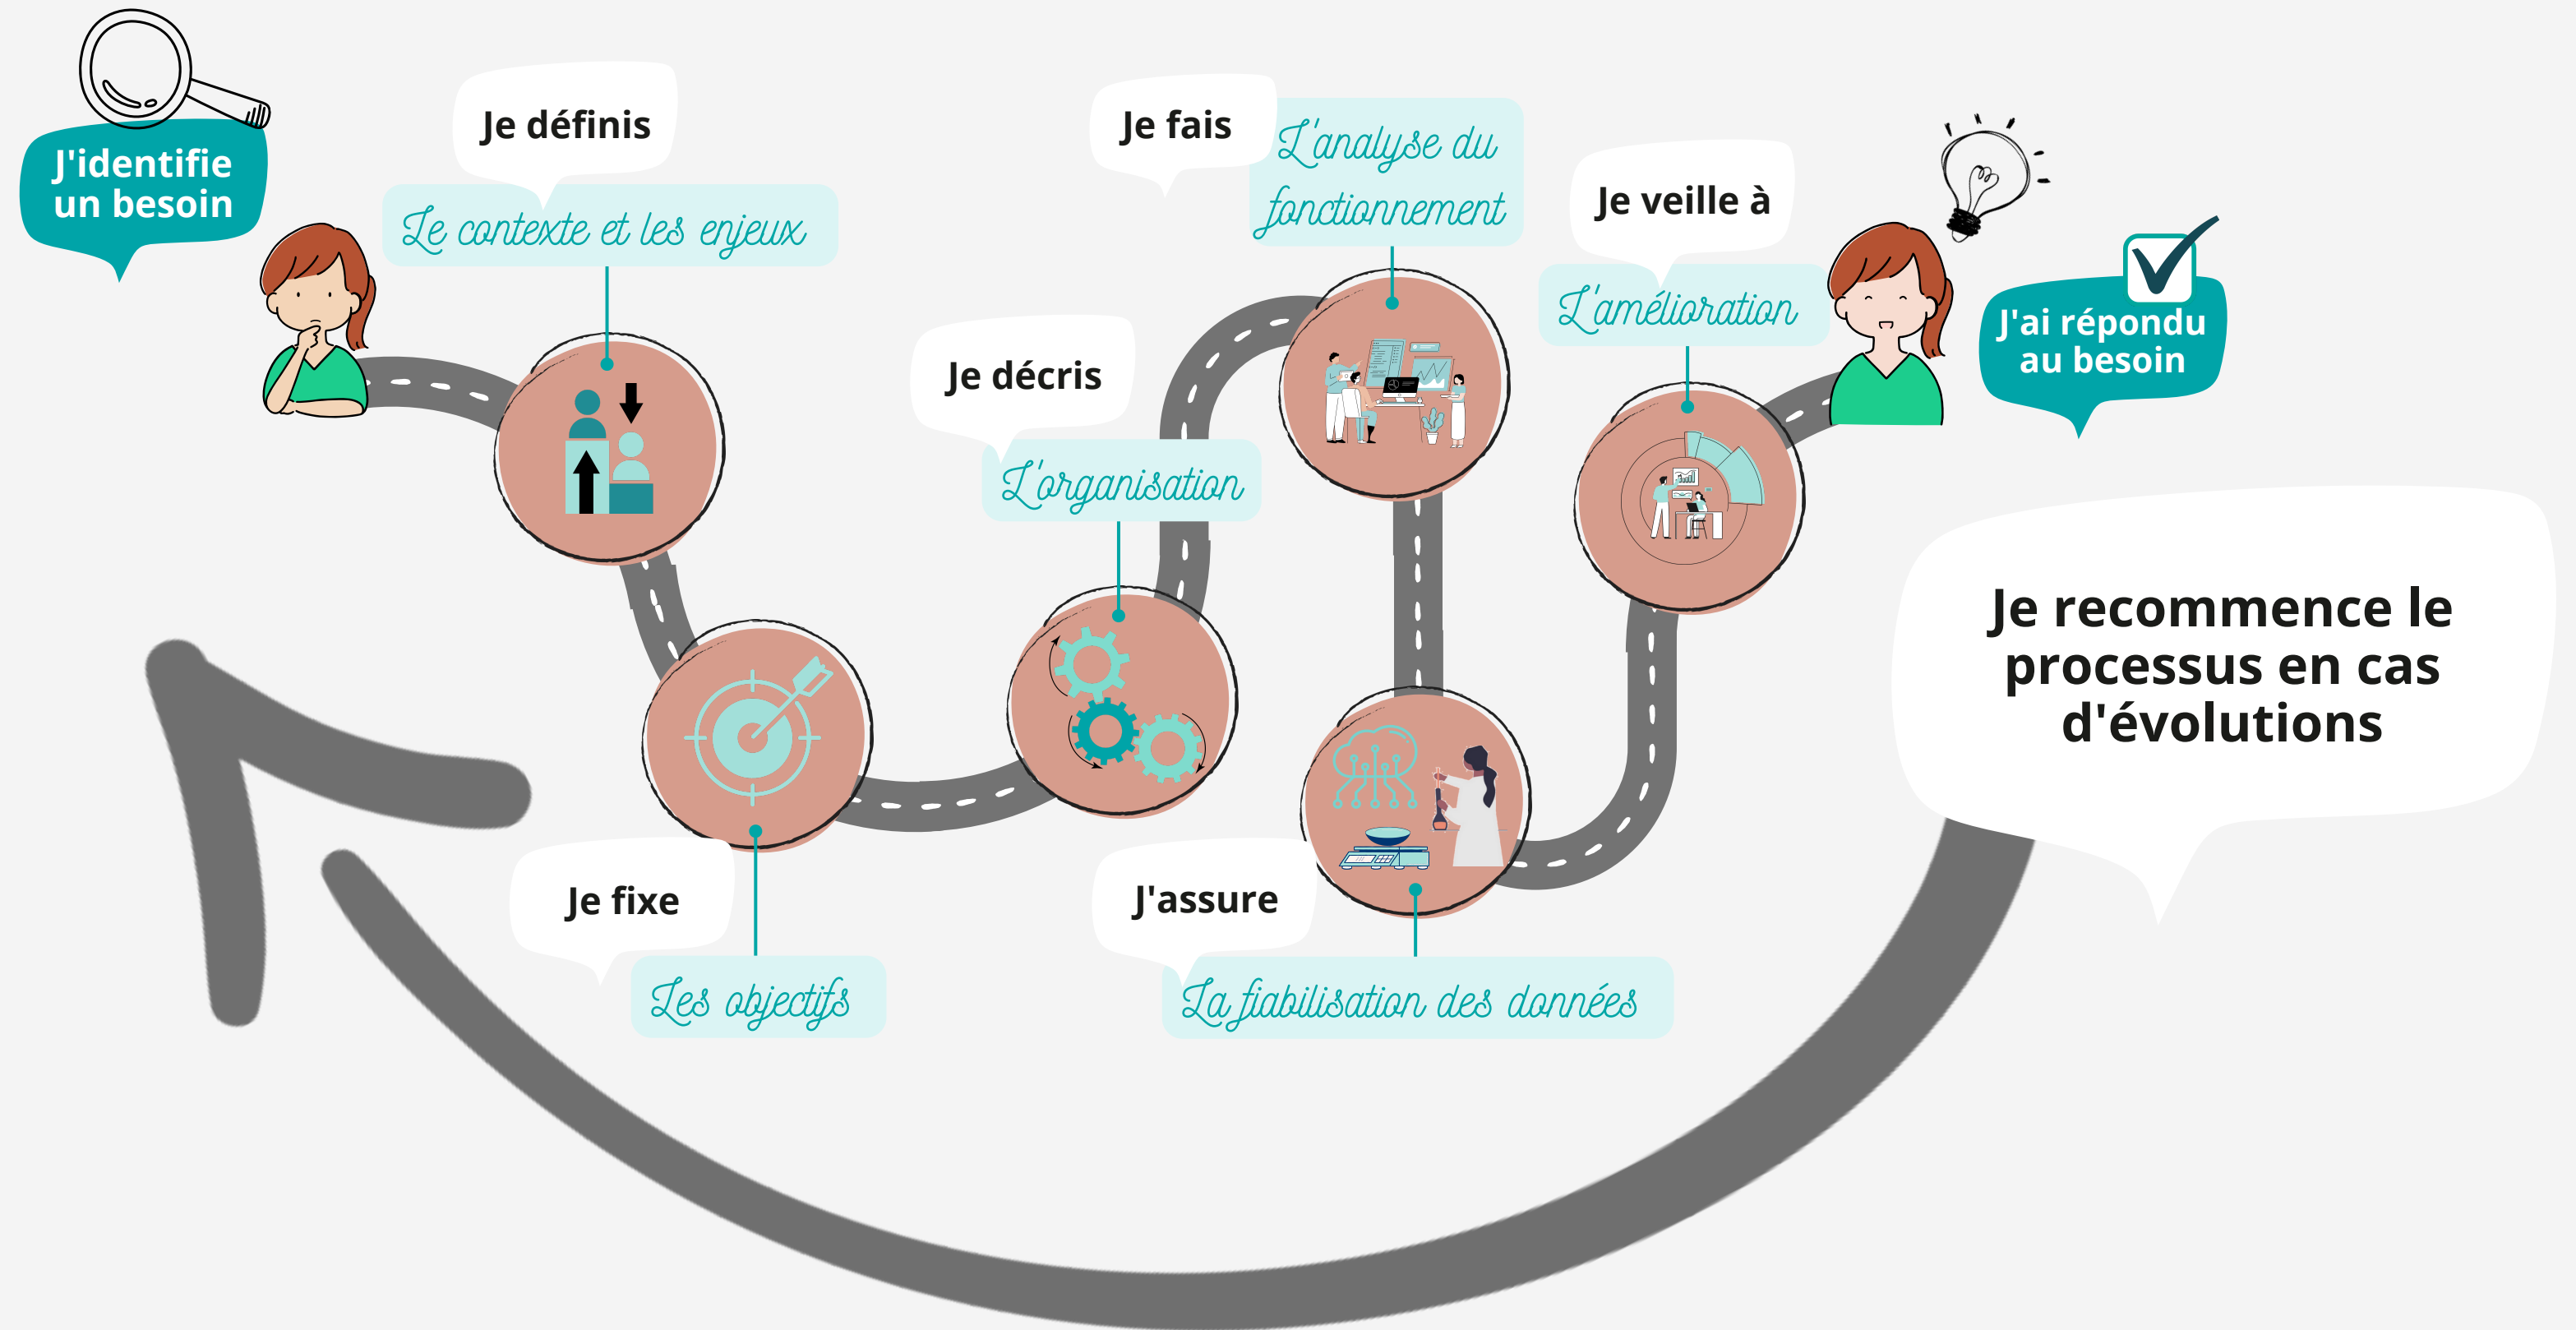 J'identifie
un besoin
Je définis
Le contexte et les enjeux
Je fixe
Les objectifs
Je décris
L'organisation
Je fais
L'analyse du
fonctionnement
J'assure
La fiabilisation des données
Je veille à
L'amélioration
J'ai répondu
au besoin
Je recommence le
processus en cas
d'évolutions